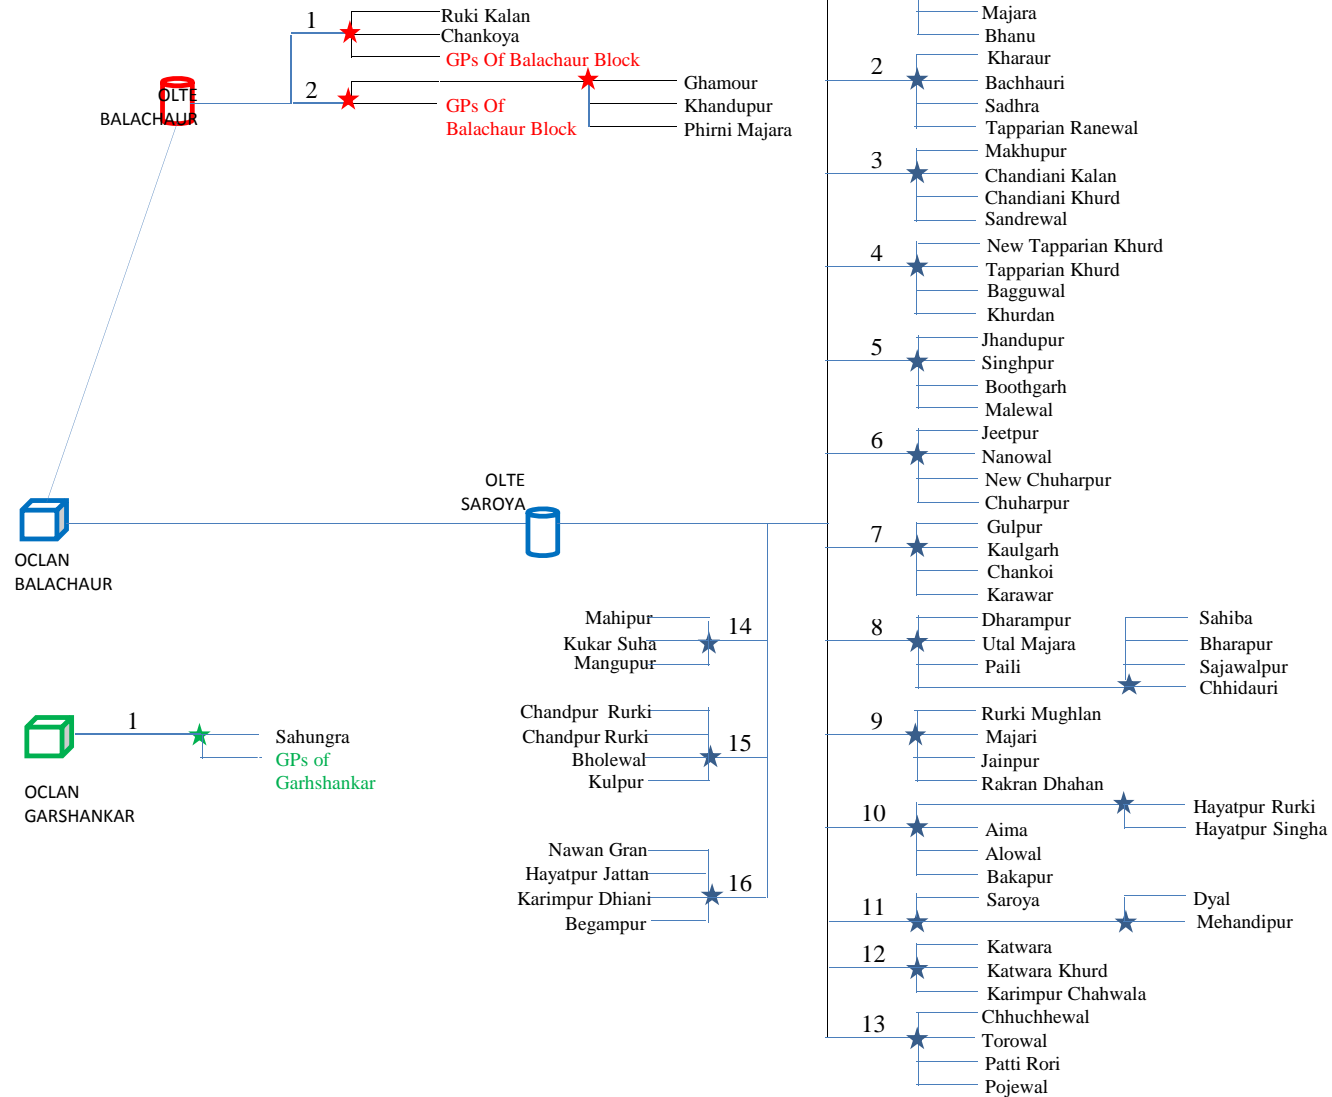 1
Ruki Kalan
Chankoya
GPs Of Balachaur Block
OLTE
BALACHAUR
2
GPs Of
Balachaur Block
Ghamour
Khandupur
Phirni Majara
Majara
Bhanu
2
Kharaur
Bachhauri
Sadhra
Tapparian Ranewal
3
Makhupur
Chandiani Kalan
Chandiani Khurd
Sandrewal
4
New Tapparian Khurd
Tapparian Khurd
Bagguwal
Khurdan
5
Jhandupur
Singhpur
Boothgarh
Malewal
6
Jeetpur
Nanowal
New Chuharpur
Chuharpur
OLTE
SAROYA
OCLAN
BALACHAUR
7
Gulpur
Kaulgarh
Chankoi
Karawar
8
Dharampur
Utal Majara
Paili
Sahiba
Bharapur
Sajawalpur
Chhidauri
Mahipur
Kukar Suha
Mangupur
14
9
Rurki Mughlan
Majari
Jainpur
Rakran Dhahan
Chandpur Rurki
Chandpur Rurki
Bholewal
Kulpur
15
1
Sahungra
GPs of
Garhshankar
OCLAN
GARSHANKAR
10
Hayatpur Rurki
Hayatpur Singha
Aima
Alowal
Bakapur
Nawan Gran
Hayatpur Jattan
Karimpur Dhiani
Begampur
16
11
Saroya
Dyal
Mehandipur
12
Katwara
Katwara Khurd
Karimpur Chahwala
13
Chhuchhewal
Torowal
Patti Rori
Pojewal